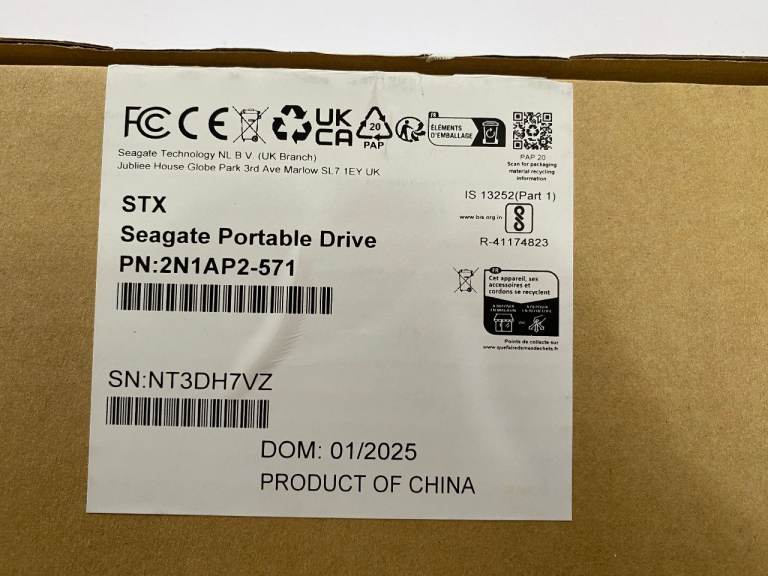 FC CE UK CA 20 PAP
FR
ÉLÉMENTS
D'EMBALLAGE
PAP 20
Scan for packaging
material recycling
information
Seagate Technology NL B V. (UK Branch)
Jubliee House Globe Park 3rd Ave Marlow SL7 1EY UK
IS 13252(Part 1)
www.bis.org.in
R-41174823
STX
Seagate Portable Drive
PN:2N1AP2-571
FR
Cet appareil, ses
accessoires et
cordons se recyclent
Points de collecte sur
www.quefairedemesdechets.fr
SN:NT3DH7VZ
DOM: 01/2025
PRODUCT OF CHINA